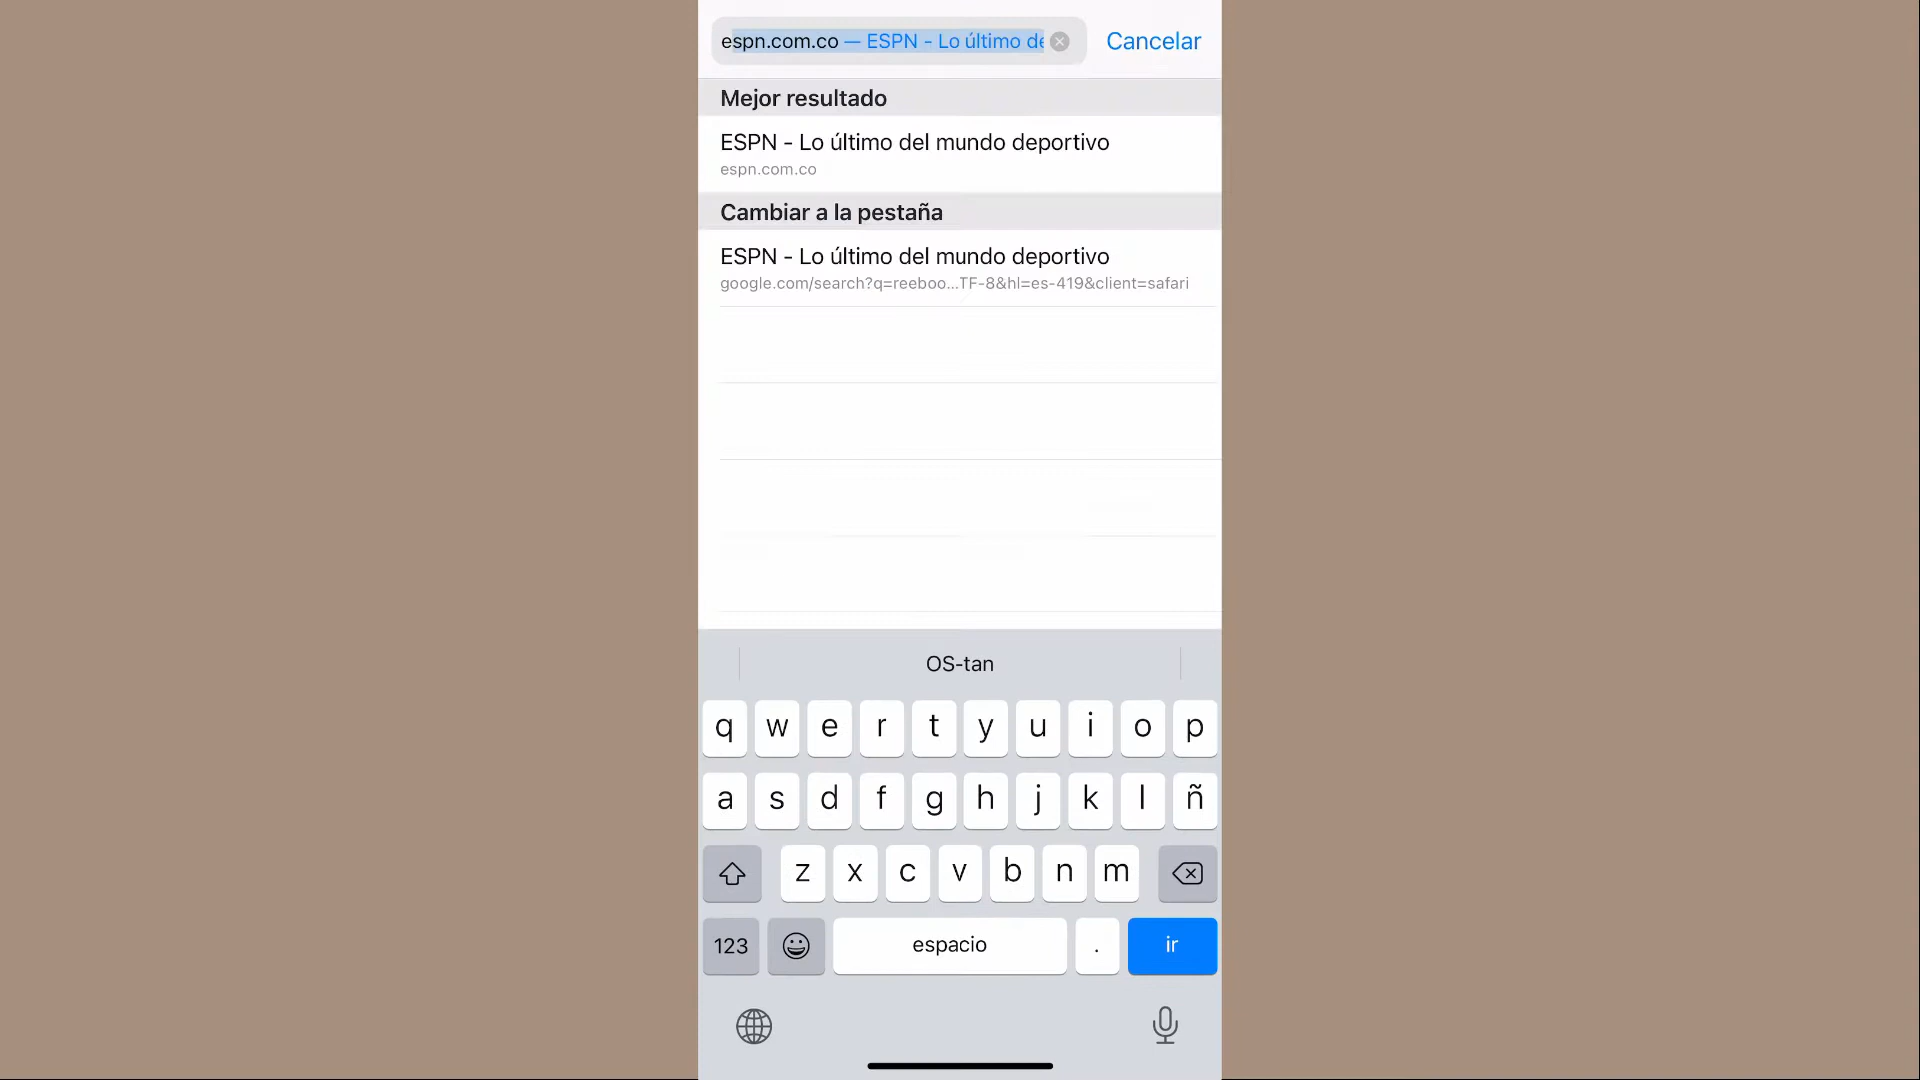 espn.com.co — ESPN - Lo último de
Cancelar
Mejor resultado
ESPN - Lo último del mundo deportivo
espn.com.co
Cambiar a la pestaña
ESPN - Lo último del mundo deportivo
google.com/search?q=reeboo...TF-8&hl=es-419&client=safari
OS-tan
q w e r t y u i o p
a s d f g h j k l ñ
z x c v b n m
123 espacio . ir